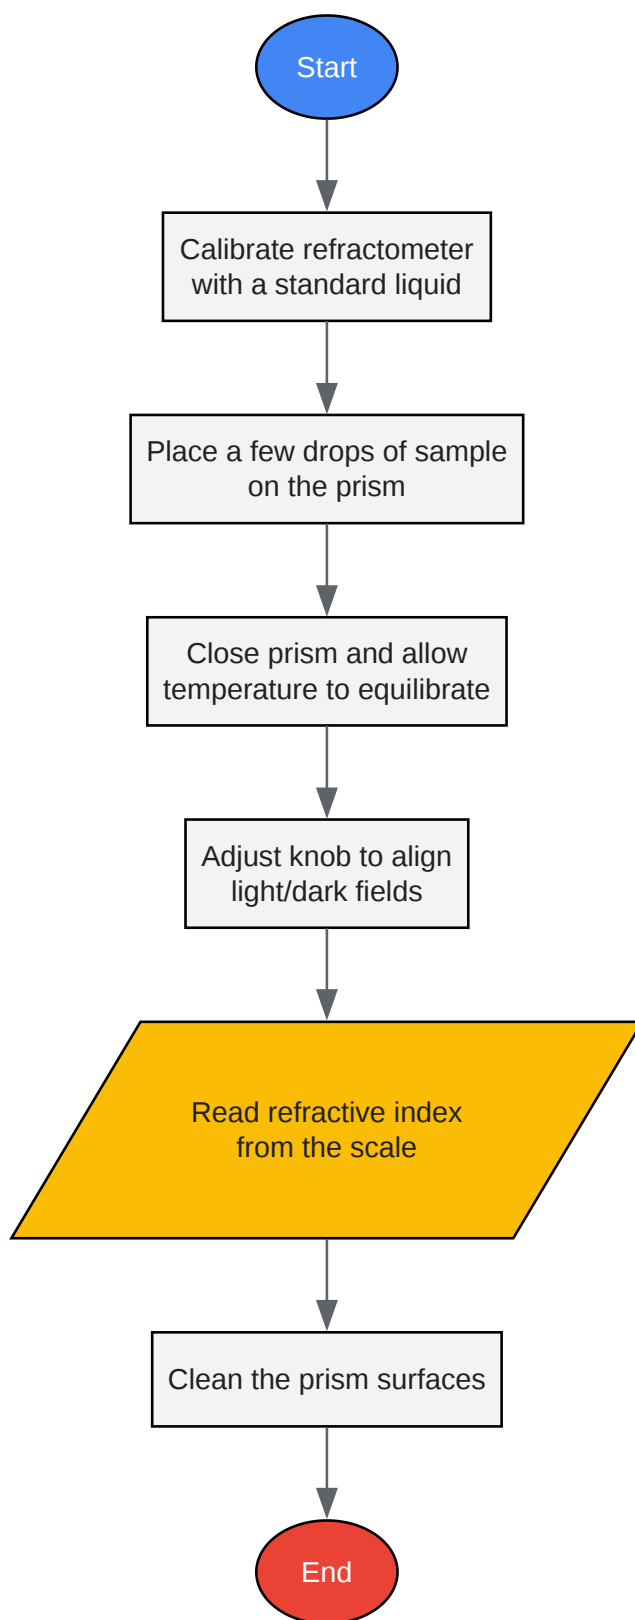 Start
Calibrate refractometer
with a standard liquid
Place a few drops of sample
on the prism
Close prism and allow
temperature to equilibrate
Adjust knob to align
light/dark fields
Read refractive index
from the scale
Clean the prism surfaces
End